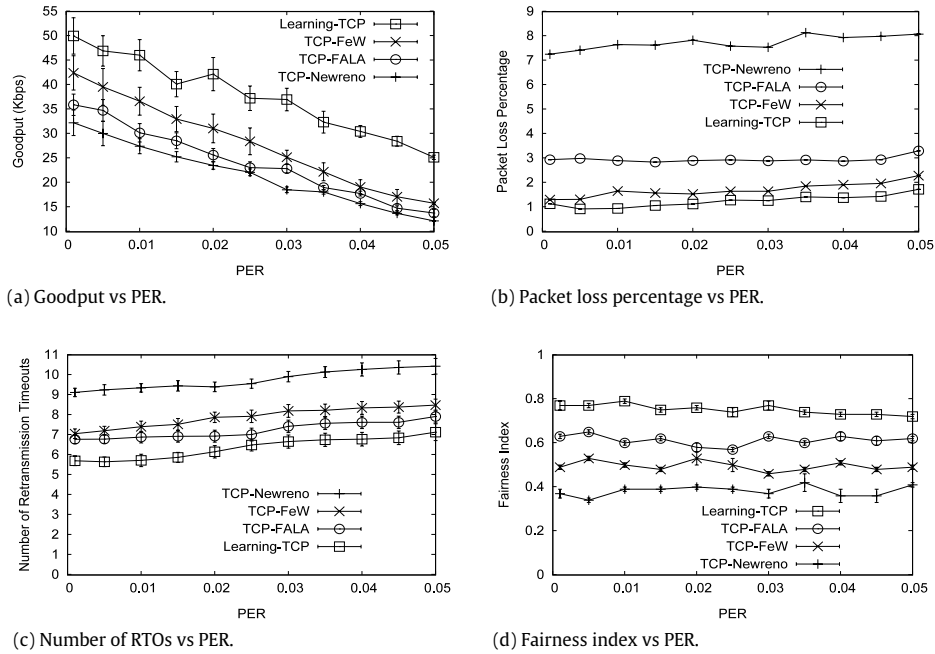 55
50
45
40
35
30
25
20
15
10
Goodput (Kbps)
Learning-TCP
TCP-FeW
TCP-FALA
TCP-Newreno
0 0.01 0.02 0.03 0.04 0.05
PER
(a) Goodput vs PER.
9
8
7
6
5
4
3
2
1
0
Packet Loss Percentage
TCP-Newreno
TCP-FALA
TCP-FeW
Learning-TCP
0 0.01 0.02 0.03 0.04 0.05
PER
(b) Packet loss percentage vs PER.
11
10
9
8
7
6
5
4
3
2
1
0
Number of Retransmission Timeouts
TCP-Newreno
TCP-FeW
TCP-FALA
Learning-TCP
0 0.01 0.02 0.03 0.04 0.05
PER
(c) Number of RTOs vs PER.
1
0.8
0.6
0.4
0.2
0
Fairness Index
Learning-TCP
TCP-FALA
TCP-FeW
TCP-Newreno
0 0.01 0.02 0.03 0.04 0.05
PER
(d) Fairness index vs PER.